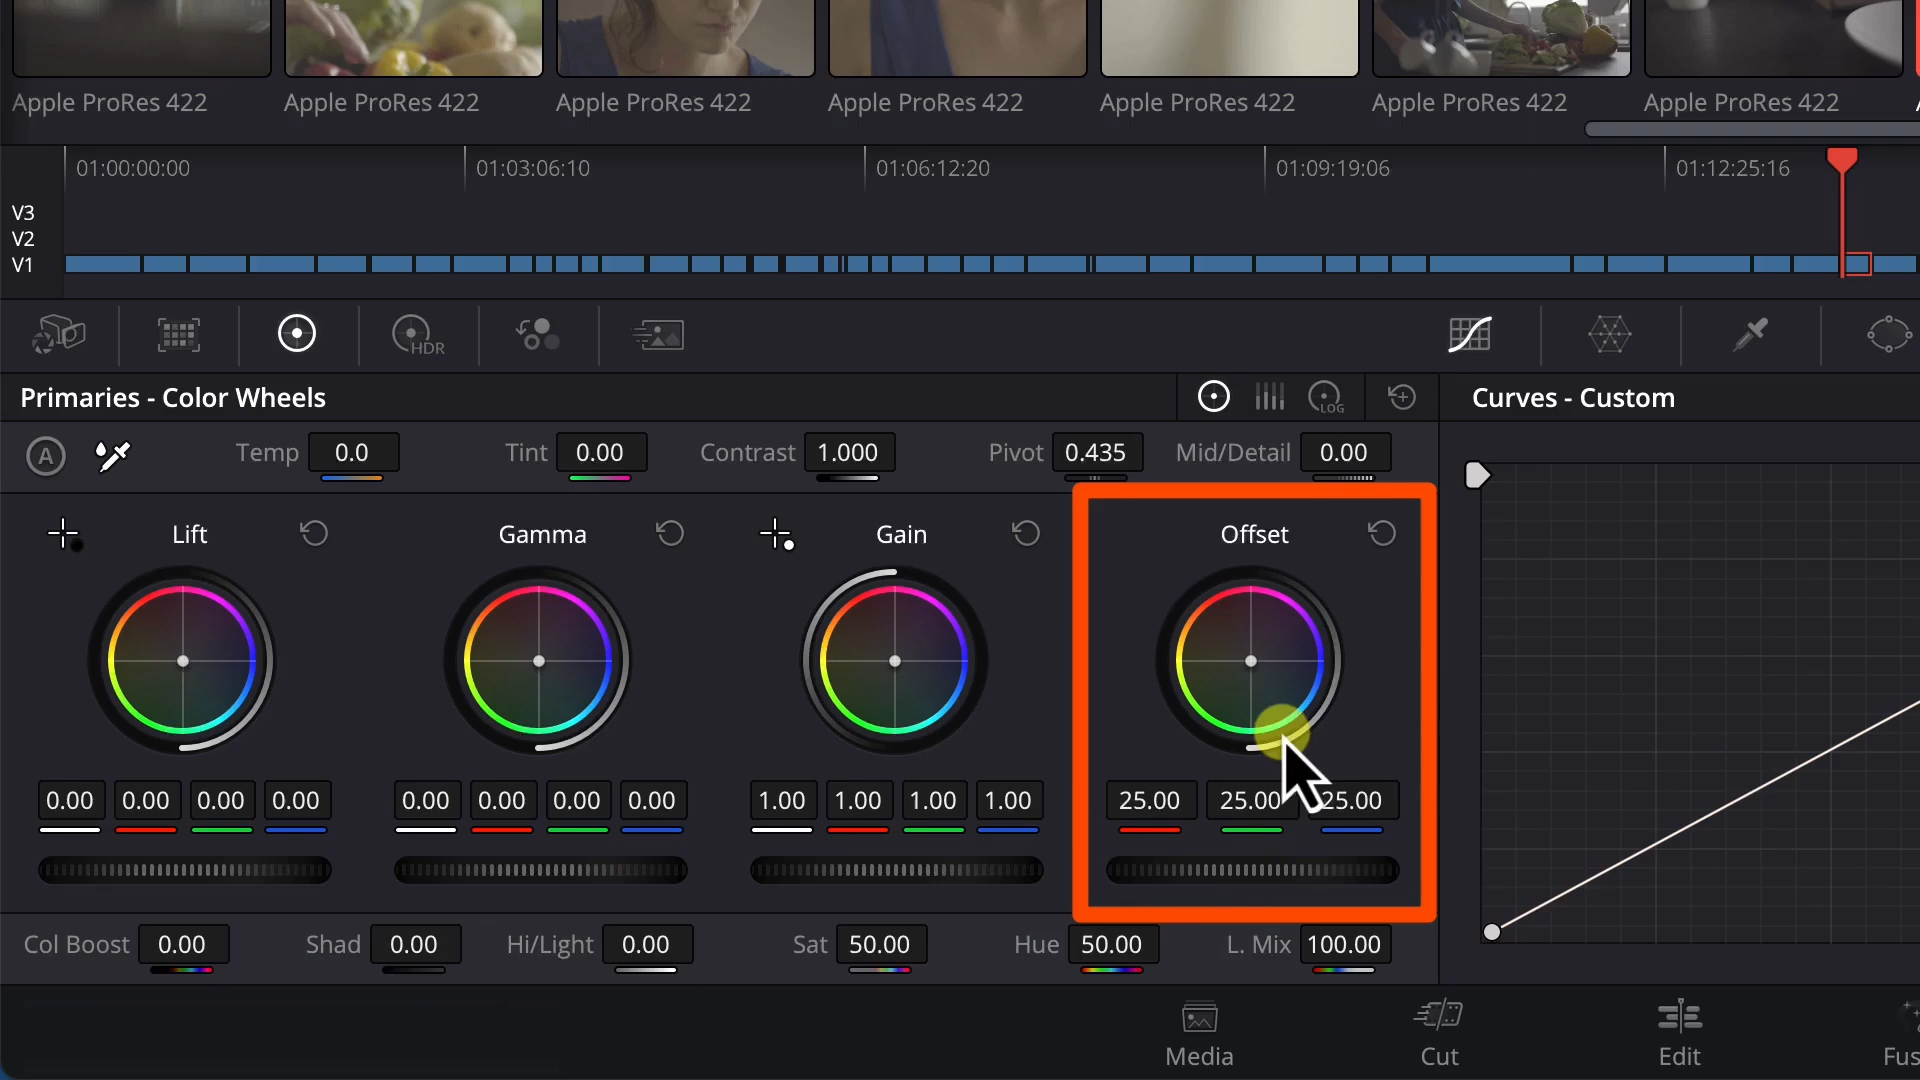 Apple ProRes 422 Apple ProRes 422 Apple ProRes 422 Apple ProRes 422 Apple ProRes 422 Apple ProRes 422 Apple ProRes 422
01:00:00:00 01:03:06:10 01:06:12:20 01:09:19:06 01:12:25:16
V3
V2
V1
HDR
Primaries - Color Wheels LOG Curves - Custom
A Temp 0.0 Tint 0.00 Contrast 1.000 Pivot 0.435 Mid/Detail 0.00
Lift Gamma Gain Offset
0.00 0.00 0.00 0.00 0.00 0.00 0.00 0.00 1.00 1.00 1.00 1.00 25.00 25.00 25.00
Col Boost 0.00 Shad 0.00 Hi/Light 0.00 Sat 50.00 Hue 50.00 L. Mix 100.00
Media Cut Edit Fus